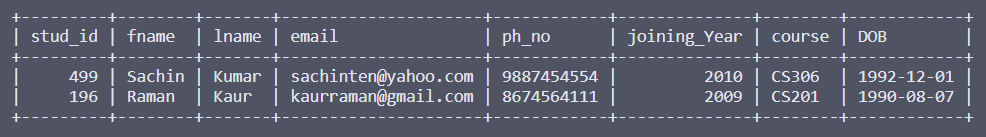 +---------+--------+-------+--------------------+------------+--------------+--------+------------+
| stud_id | fname  | lname | email              | ph_no      | joining_Year | course | DOB        |
+---------+--------+-------+--------------------+------------+--------------+--------+------------+
|     499 | Sachin | Kumar | sachinten@yahoo.com | 9887454554 |         2010 | CS306  | 1992-12-01 |
|     196 | Raman  | Kaur  | kaurraman@gmail.com | 8674564111 |         2009 | CS201  | 1990-08-07 |
+---------+--------+-------+--------------------+------------+--------------+--------+------------+